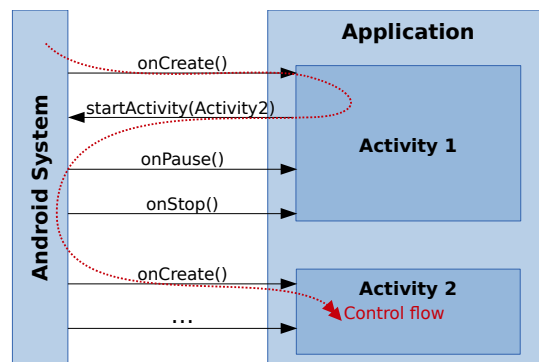 Application
onCreate()
startActivity(Activity2)
Activity 1
onPause()
Android System
onStop()
onCreate()
Activity 2
Control flow
...